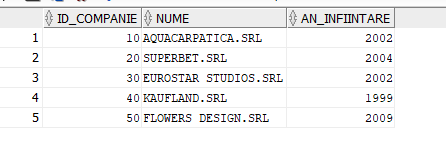 ID_COMPANIE NUME AN_INFIINTARE
1 10 AQUACARPATICA.SRL 2002
2 20 SUPERBET.SRL 2004
3 30 EUROSTAR STUDIOS.SRL 2002
4 40 KAUFLAND.SRL 1999
5 50 FLOWERS DESIGN.SRL 2009